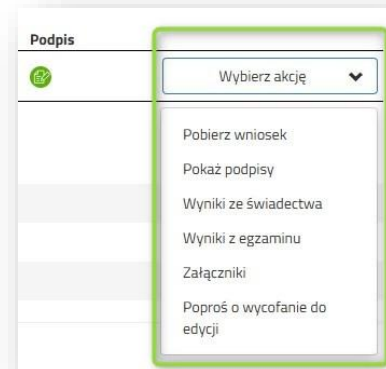 Podpis
Wybierz akcję
Pobierz wniosek
Pokaż podpisy
Wyniki ze świadectwa
Wyniki z egzaminu
Załączniki
Poproś o wycofanie do
edycji